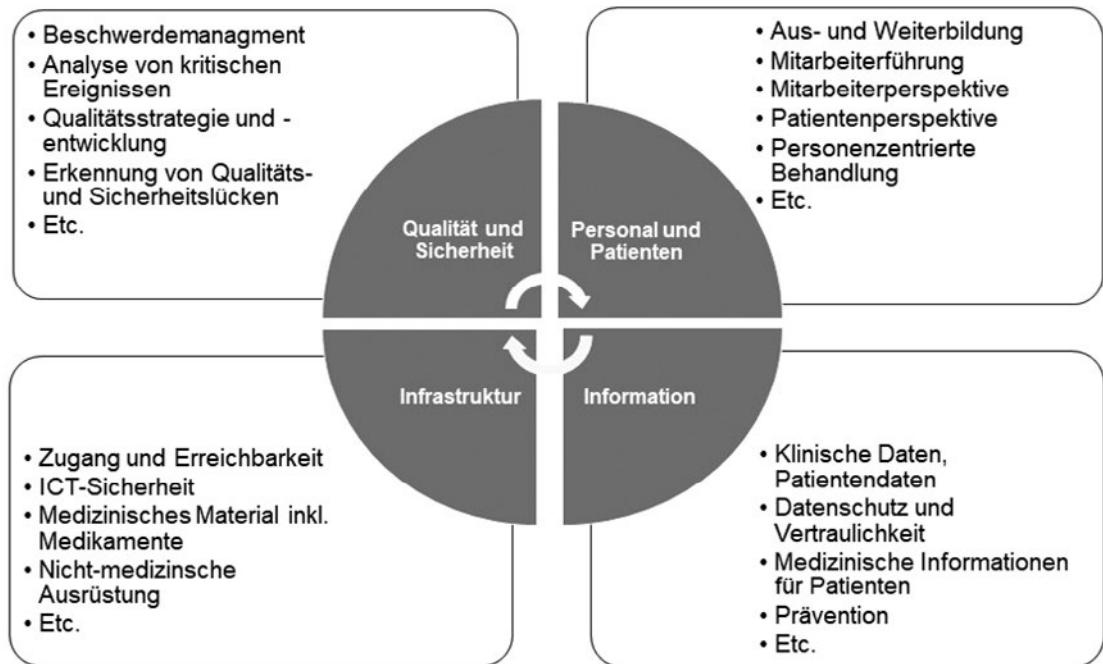 • Beschwerdemanagment
• Analyse von kritischen
Ereignissen
• Qualitätsstrategie und -
entwicklung
• Erkennung von Qualitäts-
und Sicherheitslücken
• Etc.
• Aus- und Weiterbildung
• Mitarbeiterführung
• Mitarbeiterperspektive
• Patientenperspektive
• Personenzentrierte
Behandlung
• Etc.
Qualität und
Sicherheit
Personal und
Patienten
Infrastruktur
Information
• Zugang und Erreichbarkeit
• ICT-Sicherheit
• Medizinisches Material inkl.
Medikamente
• Nicht-medizinsche
Ausrüstung
• Etc.
• Klinische Daten,
Patientendaten
• Datenschutz und
Vertraulichkeit
• Medizinische Informationen
für Patienten
• Prävention
• Etc.